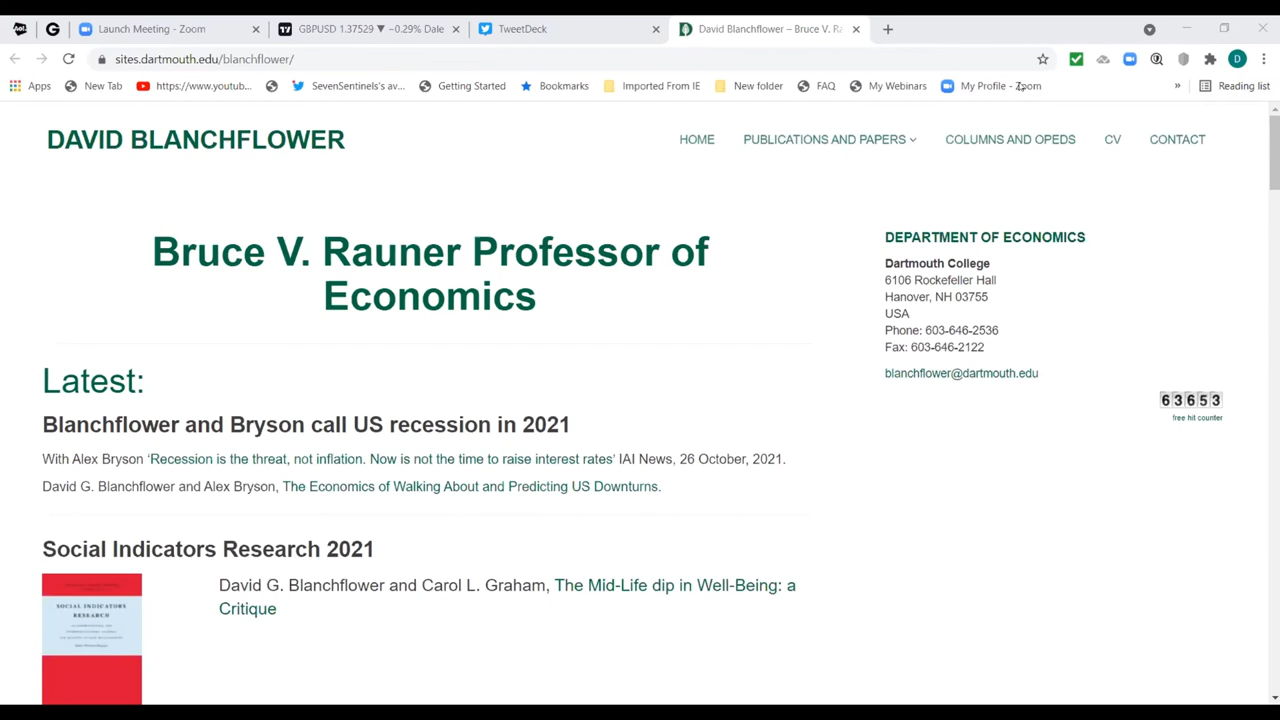 Launch Meeting - Zoom
GBPUSD 1.37529 ▼ −0.29% Dale
TweetDeck
David Blanchflower – Bruce V. Ra
sites.dartmouth.edu/blanchflower/
D
Apps
New Tab
https://www.youtub...
SevenSentinels's av...
Getting Started
Bookmarks
Imported From IE
New folder
FAQ
My Webinars
My Profile - Zoom
»
Reading list
DAVID BLANCHFLOWER
HOME
PUBLICATIONS AND PAPERS
COLUMNS AND OPEDS
CV
CONTACT
Bruce V. Rauner Professor of
Economics
DEPARTMENT OF ECONOMICS
Dartmouth College
6106 Rockefeller Hall
Hanover, NH 03755
USA
Phone: 603-646-2536
Fax: 603-646-2122
blanchflower@dartmouth.edu
63653
free hit counter
Latest:
Blanchflower and Bryson call US recession in 2021
With Alex Bryson ‘Recession is the threat, not inflation. Now is not the time to raise interest rates’ IAI News, 26 October, 2021.
David G. Blanchflower and Alex Bryson, The Economics of Walking About and Predicting US Downturns.
Social Indicators Research 2021
SOCIAL INDICATORS
RESEARCH
David G. Blanchflower and Carol L. Graham, The Mid-Life dip in Well-Being: a
Critique